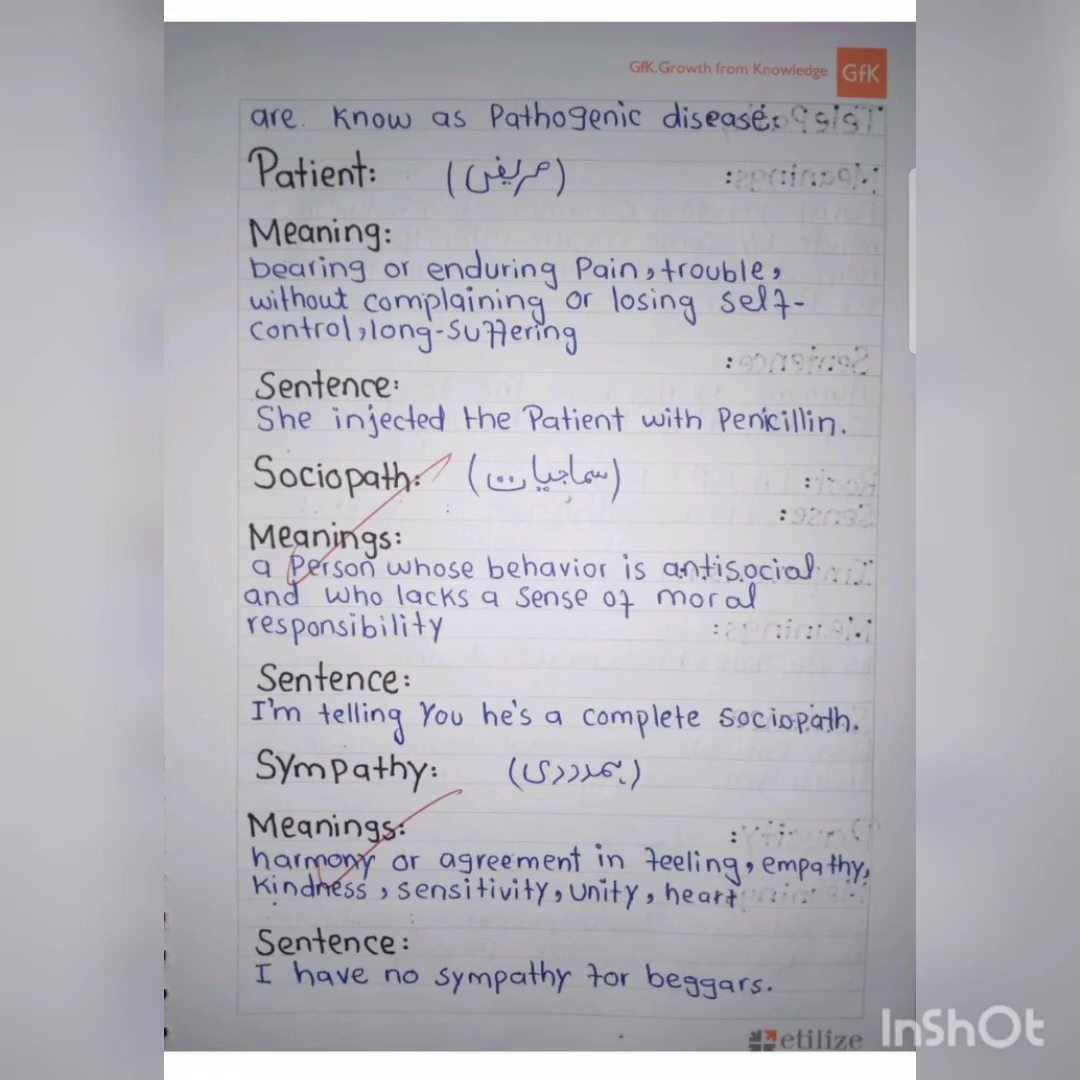 GfK.Growth from Knowledge GfK
are. know as Pathogenic disease.
Patient: (مریض)
Meaning:
bearing or enduring Pain, trouble,
without complaining or losing self-
control, long-suffering
Sentence:
She injected the Patient with Penicillin.
Sociopath: (سماجیات)
Meanings:
a Person whose behavior is antisocial
and who lacks a sense of moral
responsibility
Sentence:
I'm telling You he's a complete sociopath.
Sympathy: (ہمدردی)
Meanings:
harmony or agreement in feeling, empathy,
kindness, sensitivity, unity, heart
Sentence:
I have no sympathy for beggars.
etilize
InShOt